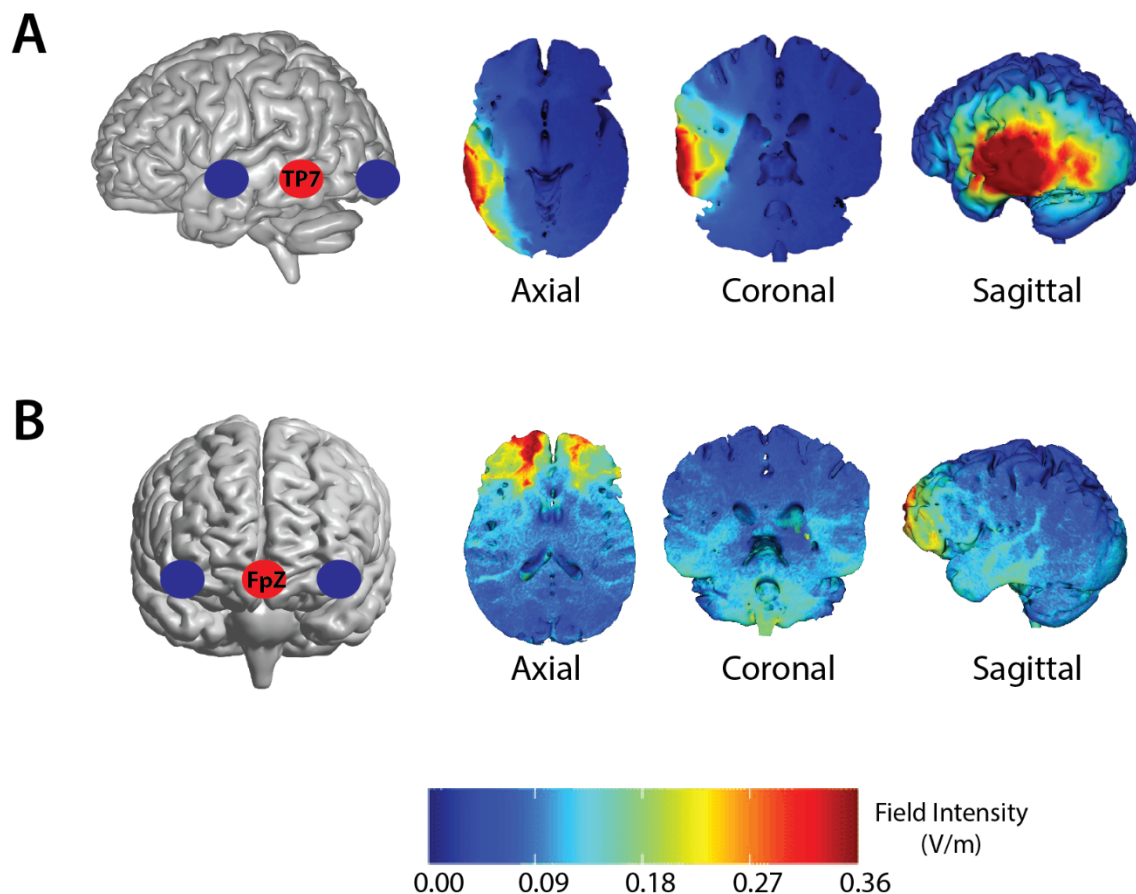 A
TP7
Axial
Coronal
Sagittal
B
FpZ
Axial
Coronal
Sagittal
Field Intensity
(V/m)
0.00 0.09 0.18 0.27 0.36